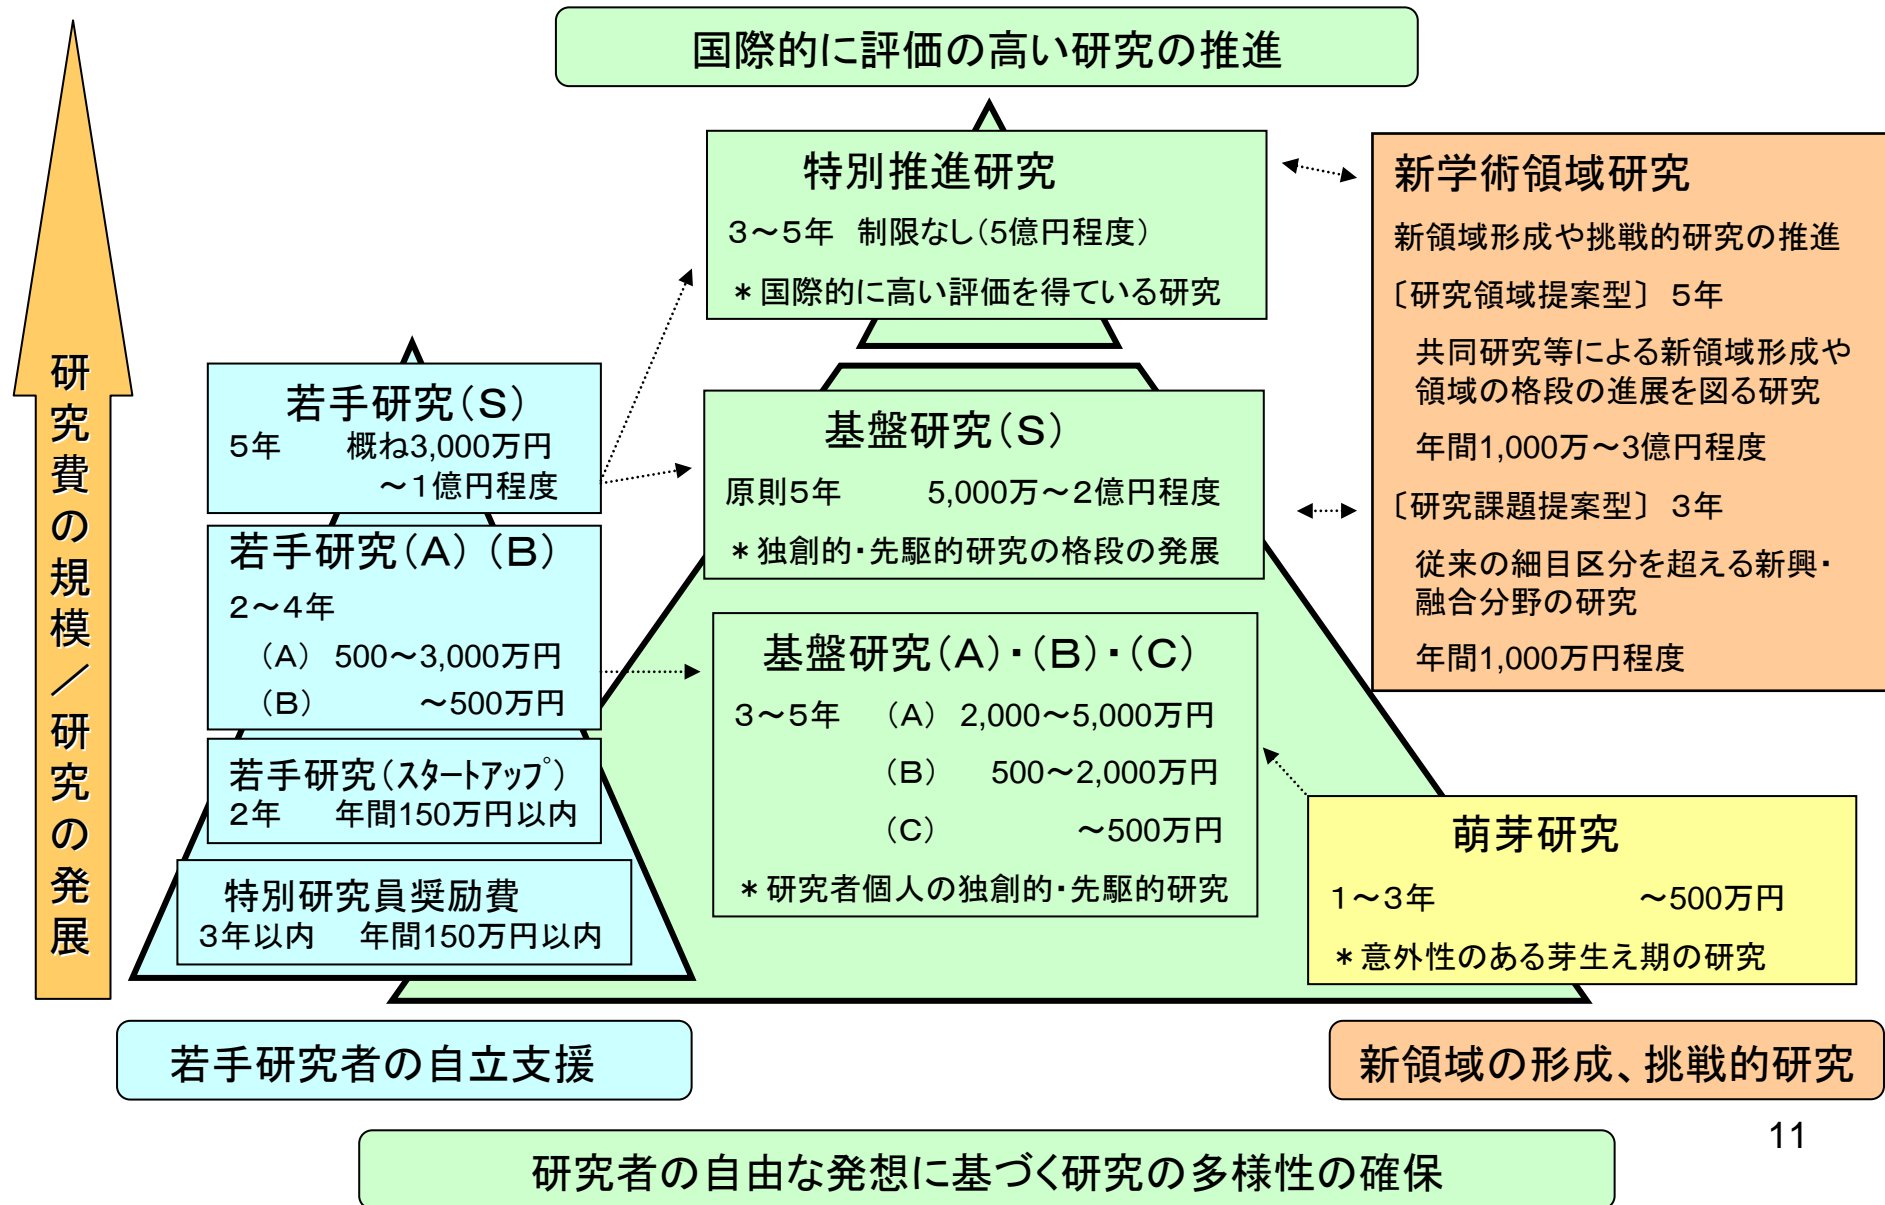 国際的に評価の高い研究の推進
研究費の規模／研究の発展
特別推進研究
３～５年 制限なし（5億円程度）
＊国際的に高い評価を得ている研究
新学術領域研究
新領域形成や挑戦的研究の推進
〔研究領域提案型〕 ５年
共同研究等による新領域形成や
領域の格段の進展を図る研究
年間1,000万～3億円程度
〔研究課題提案型〕 ３年
従来の細目区分を超える新興・
融合分野の研究
年間1,000万円程度
若手研究（Ｓ）
５年 概ね3,000万円
～１億円程度
基盤研究（Ｓ）
原則５年 5,000万～２億円程度
＊独創的・先駆的研究の格段の発展
若手研究（Ａ）（Ｂ）
２～４年
（Ａ） 500～3,000万円
（Ｂ） ～500万円
基盤研究（Ａ）・（Ｂ）・（Ｃ）
３～５年 （Ａ） 2,000～5,000万円
（Ｂ） 500～2,000万円
（Ｃ） ～500万円
＊研究者個人の独創的・先駆的研究
若手研究（ｽﾀｰﾄｱｯﾌﾟ）
２年 年間150万円以内
特別研究員奨励費
３年以内 年間150万円以内
萌芽研究
１～３年 ～500万円
＊意外性のある芽生え期の研究
若手研究者の自立支援
新領域の形成、挑戦的研究
研究者の自由な発想に基づく研究の多様性の確保
11